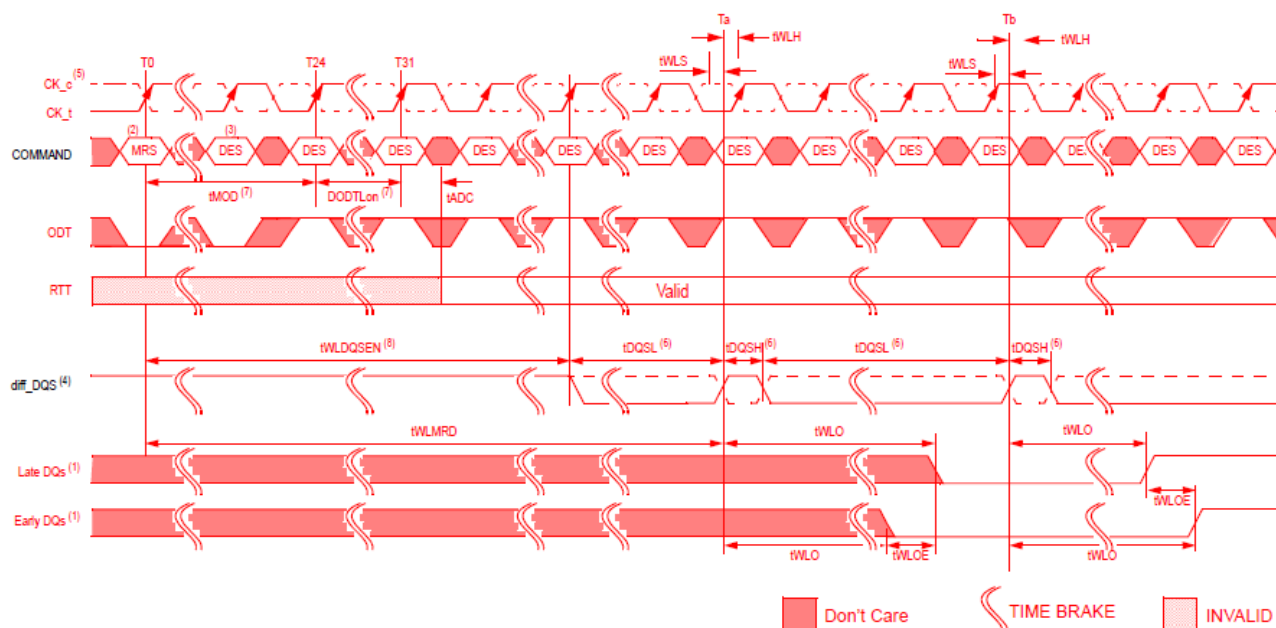 Ta Tb
tWLH tWLH
T0 T24 T31 tWLS tWLS
CK_c (5)
CK_t
(2) (3)
COMMAND MRS DES DES DES DES DES DES DES DES DES DES DES DES DES
tMOD (7) DODTLon (7) tADC
ODT
RTT Valid
tWLDQSEN (8) tDQSL (6) tDQSH (6) tDQSL (6) tDQSH (6)
diff_DQS (4)
tWLMRD tWLO tWLO
Late DQs (1)
tWLOE
Early DQs (1)
tWLO tWLOE tWLO
Don't Care TIME BRAKE INVALID